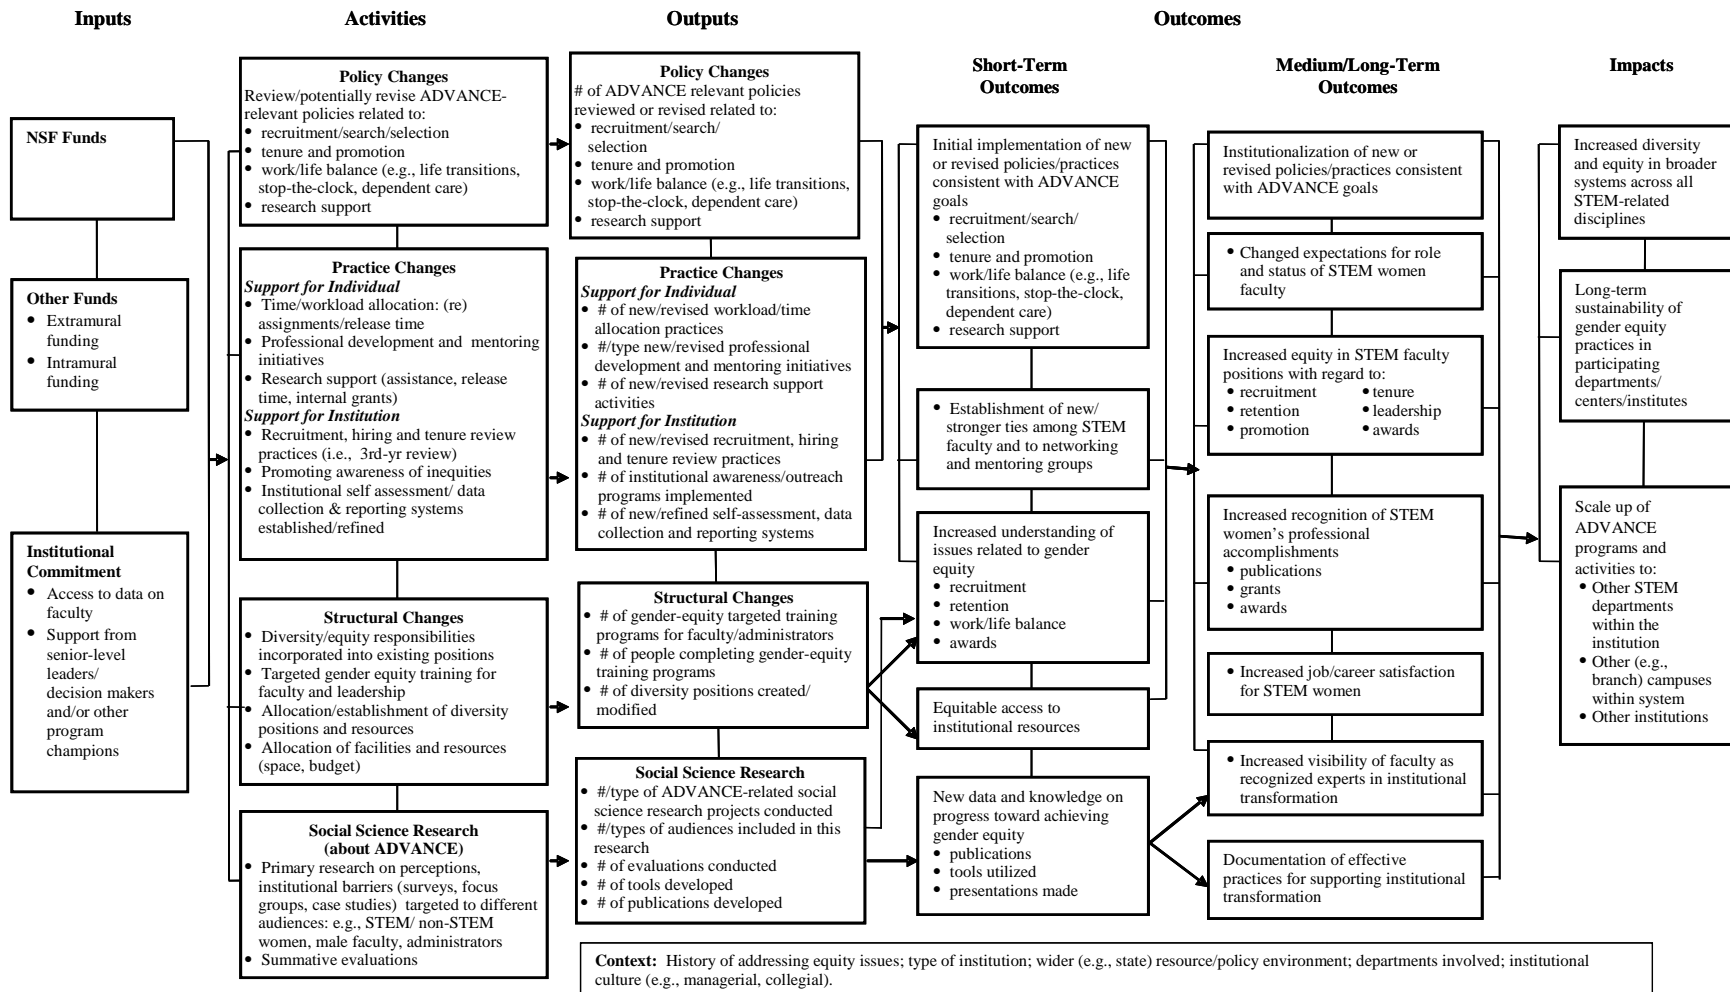 Inputs
Activities
Outputs
Outcomes
Short-Term
Outcomes
Medium/Long-Term
Outcomes
Impacts
NSF Funds
Other Funds
• Extramural
funding
• Intramural
funding
Institutional
Commitment
• Access to data on
faculty
• Support from
senior-level
leaders/
decision makers
and/or other
program
champions
Policy Changes
Review/potentially revise ADVANCE-
relevant policies related to:
• recruitment/search/selection
• tenure and promotion
• work/life balance (e.g., life transitions,
stop-the-clock, dependent care)
• research support
Practice Changes
Support for Individual
• Time/workload allocation: (re)
assignments/release time
• Professional development and mentoring
initiatives
• Research support (assistance, release
time, internal grants)
Support for Institution
• Recruitment, hiring and tenure review
practices (i.e., 3rd-yr review)
• Promoting awareness of inequities
• Institutional self assessment/ data
collection & reporting systems
established/refined
Structural Changes
• Diversity/equity responsibilities
incorporated into existing positions
• Targeted gender equity training for
faculty and leadership
• Allocation/establishment of diversity
positions and resources
• Allocation of facilities and resources
(space, budget)
Social Science Research
(about ADVANCE)
• Primary research on perceptions,
institutional barriers (surveys, focus
groups, case studies) targeted to different
audiences: e.g., STEM/ non-STEM
women, male faculty, administrators
• Summative evaluations
Policy Changes
# of ADVANCE relevant policies
reviewed or revised related to:
• recruitment/search/
selection
• tenure and promotion
• work/life balance (e.g., life transitions,
stop-the-clock, dependent care)
• research support
Practice Changes
Support for Individual
• # of new/revised workload/time
allocation practices
• #/type new/revised professional
development and mentoring initiatives
• # of new/revised research support
activities
Support for Institution
• # of new/revised recruitment, hiring
and tenure review practices
• # of institutional awareness/outreach
programs implemented
• # of new/refined self-assessment, data
collection and reporting systems
Structural Changes
• # of gender-equity targeted training
programs for faculty/administrators
• # of people completing gender-equity
training programs
• # of diversity positions created/
modified
Social Science Research
• #/type of ADVANCE-related social
science research projects conducted
• #/types of audiences included in this
research
• # of evaluations conducted
• # of tools developed
• # of publications developed
Initial implementation of new
or revised policies/practices
consistent with ADVANCE
goals
• recruitment/search/
selection
• tenure and promotion
• work/life balance (e.g., life
transitions, stop-the-clock,
dependent care)
• research support
• Establishment of new/
stronger ties among STEM
faculty and to networking
and mentoring groups
Increased understanding of
issues related to gender
equity
• recruitment
• retention
• work/life balance
• awards
Equitable access to
institutional resources
New data and knowledge on
progress toward achieving
gender equity
• publications
• tools utilized
• presentations made
Institutionalization of new or
revised policies/practices consistent
with ADVANCE goals
• Changed expectations for role
and status of STEM women
faculty
Increased equity in STEM faculty
positions with regard to:
• recruitment • tenure
• retention • leadership
• promotion • awards
Increased recognition of STEM
women's professional
accomplishments
• publications
• grants
• awards
• Increased job/career satisfaction
for STEM women
• Increased visibility of faculty as
recognized experts in institutional
transformation
Documentation of effective
practices for supporting institutional
transformation
Increased diversity
and equity in broader
systems across all
STEM-related
disciplines
Long-term
sustainability of
gender equity
practices in
participating
departments/
centers/institutes
Scale up of
ADVANCE
programs and
activities to:
• Other STEM
departments
within the
institution
• Other (e.g.,
branch) campuses
within system
• Other institutions
Context: History of addressing equity issues; type of institution; wider (e.g., state) resource/policy environment; departments involved; institutional
culture (e.g., managerial, collegial).